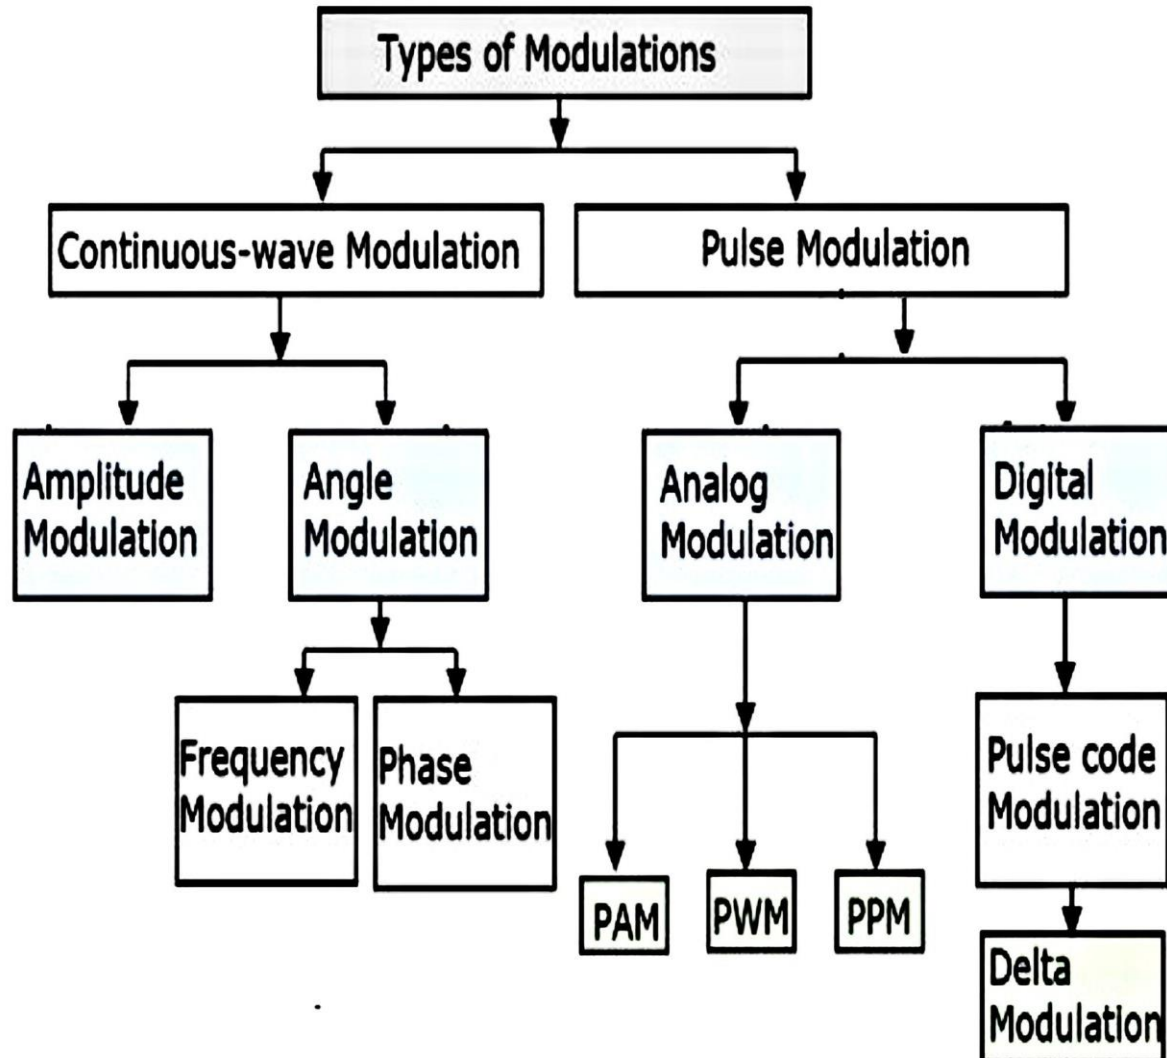 Types of Modulations
Continuous-wave Modulation
Pulse Modulation
Amplitude
Modulation
Angle
Modulation
Analog
Modulation
Digital
Modulation
Frequency
Modulation
Phase
Modulation
Pulse code
Modulation
PAM
PWM
PPM
Delta
Modulation